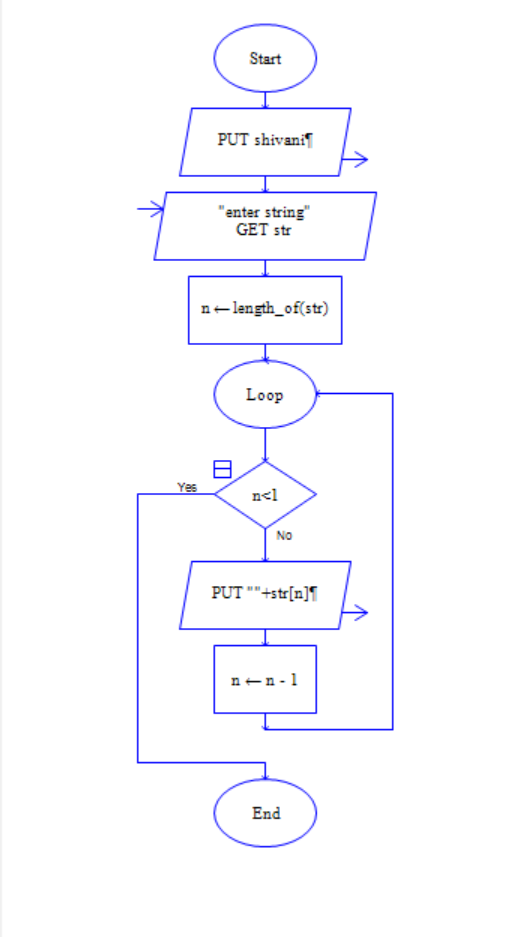 Start
PUT shivani¶
"enter string"
GET str
n ← length_of(str)
Loop
Yes
n<1
No
PUT ""+str[n]¶
n ← n - 1
End